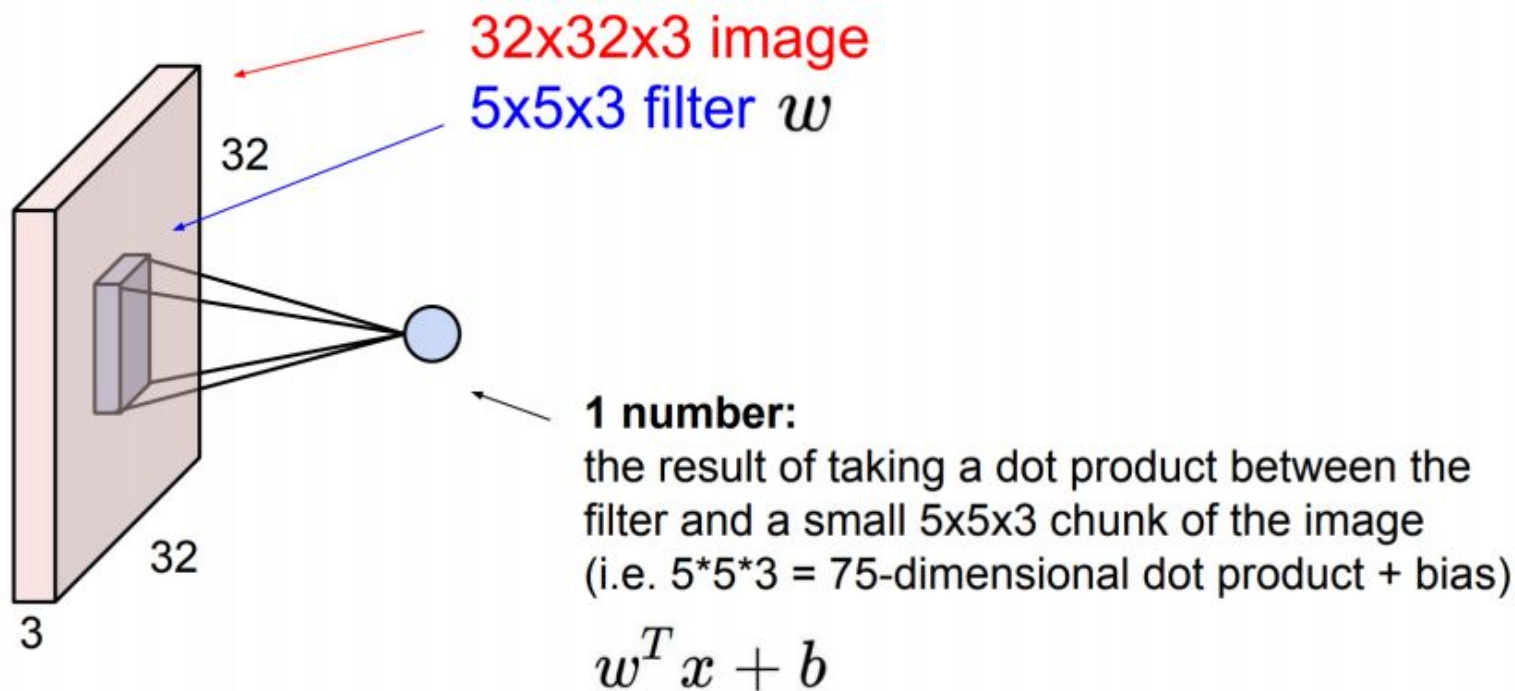 32x32x3 image
5x5x3 filter w
32
32
3
1 number:
the result of taking a dot product between the
filter and a small 5x5x3 chunk of the image
(i.e. 5*5*3 = 75-dimensional dot product + bias)
w^T x + b